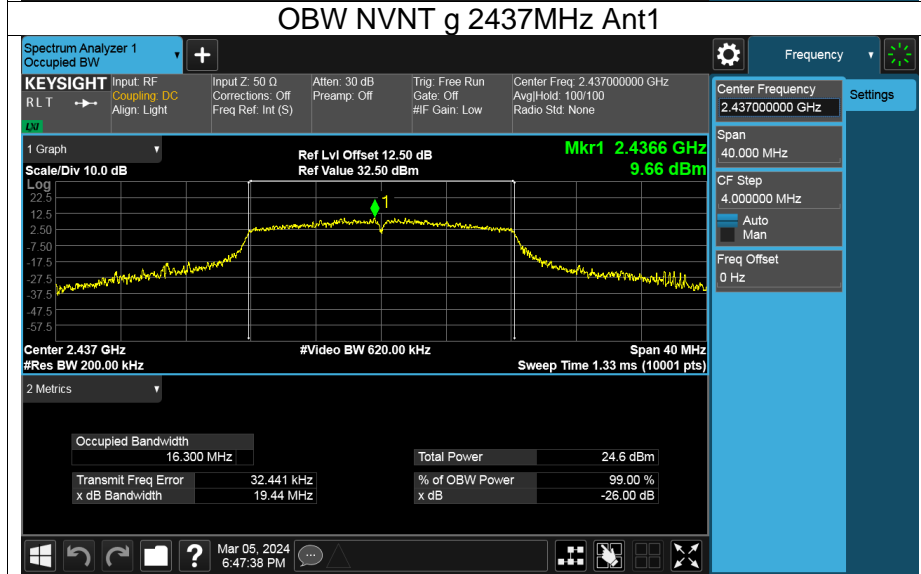 OBW NVNT g 2437MHz Ant1
Spectrum Analyzer 1
Occupied BW
+
Frequency
KEYSIGHT
R L T
LXI
Input: RF
Coupling: DC
Align: Light
Input Z: 50 Ω
Corrections: Off
Freq Ref: Int (S)
Atten: 30 dB
Preamp: Off
Trig: Free Run
Gate: Off
#IF Gain: Low
Center Freq: 2.437000000 GHz
Avg|Hold: 100/100
Radio Std: None
Center Frequency
2.437000000 GHz
Settings
Span
40.000 MHz
CF Step
4.000000 MHz
Auto
Man
Freq Offset
0 Hz
1 Graph
Scale/Div 10.0 dB
Ref Lvl Offset 12.50 dB
Ref Value 32.50 dBm
Mkr1 2.4366 GHz
9.66 dBm
Log
22.5
12.5
2.50
-7.50
-17.5
-27.5
-37.5
-47.5
-57.5
1
Center 2.437 GHz
#Res BW 200.00 kHz
#Video BW 620.00 kHz
Span 40 MHz
Sweep Time 1.33 ms (10001 pts)
2 Metrics
Occupied Bandwidth
16.300 MHz
Total Power 24.6 dBm
Transmit Freq Error 32.441 kHz
% of OBW Power 99.00 %
x dB Bandwidth 19.44 MHz
x dB -26.00 dB
?
Mar 05, 2024
6:47:38 PM